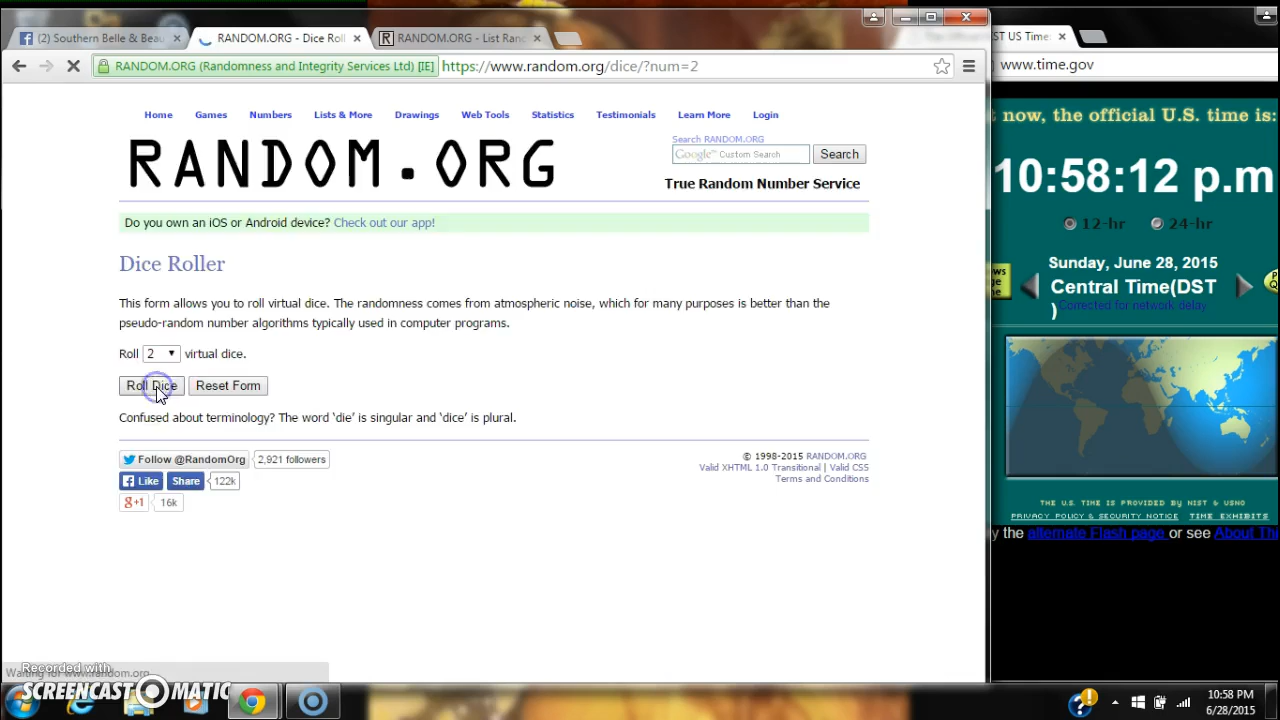 (2) Southern Belle & Beau
RANDOM.ORG - Dice Roll
RANDOM.ORG - List Rand
ST US Time:
RANDOM.ORG (Randomness and Integrity Services Ltd) [IE]
https://www.random.org/dice/?num=2
www.time.gov
Home Games Numbers Lists & More Drawings Web Tools Statistics Testimonials Learn More Login
RANDOM.ORG
Search RANDOM.ORG
Google™ Custom Search
Search
True Random Number Service
Do you own an iOS or Android device? Check out our app!
Dice Roller
This form allows you to roll virtual dice. The randomness comes from atmospheric noise, which for many purposes is better than the
pseudo-random number algorithms typically used in computer programs.
Roll 2 virtual dice.
Roll Dice Reset Form
Confused about terminology? The word ‘die’ is singular and ‘dice’ is plural.
Follow @RandomOrg 2,921 followers
Like Share 122k
g+1 16k
© 1998-2015 RANDOM.ORG
Valid XHTML 1.0 Transitional | Valid CSS
Terms and Conditions
now, the official U.S. time is:
10:58:12 p.m
12-hr 24-hr
Sunday, June 28, 2015
Central Time(DST
)
Corrected for network delay
THE U.S. TIME IS PROVIDED BY NIST & USNO
PRIVACY POLICY & SECURITY NOTICE TIME EXHIBITS
y the alternate Flash page or see About Thi
Waiting for www.random.org
Recorded with
SCREENCAST-O-MATIC
10:58 PM
6/28/2015